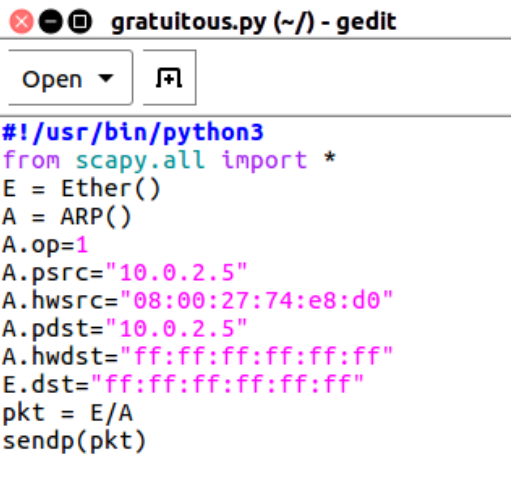 gratuitous.py (~/) - gedit
Open
#!/usr/bin/python3
from scapy.all import *
E = Ether()
A = ARP()
A.op=1
A.psrc="10.0.2.5"
A.hwsrc="08:00:27:74:e8:d0"
A.pdst="10.0.2.5"
A.hwdst="ff:ff:ff:ff:ff:ff"
E.dst="ff:ff:ff:ff:ff:ff"
pkt = E/A
sendp(pkt)